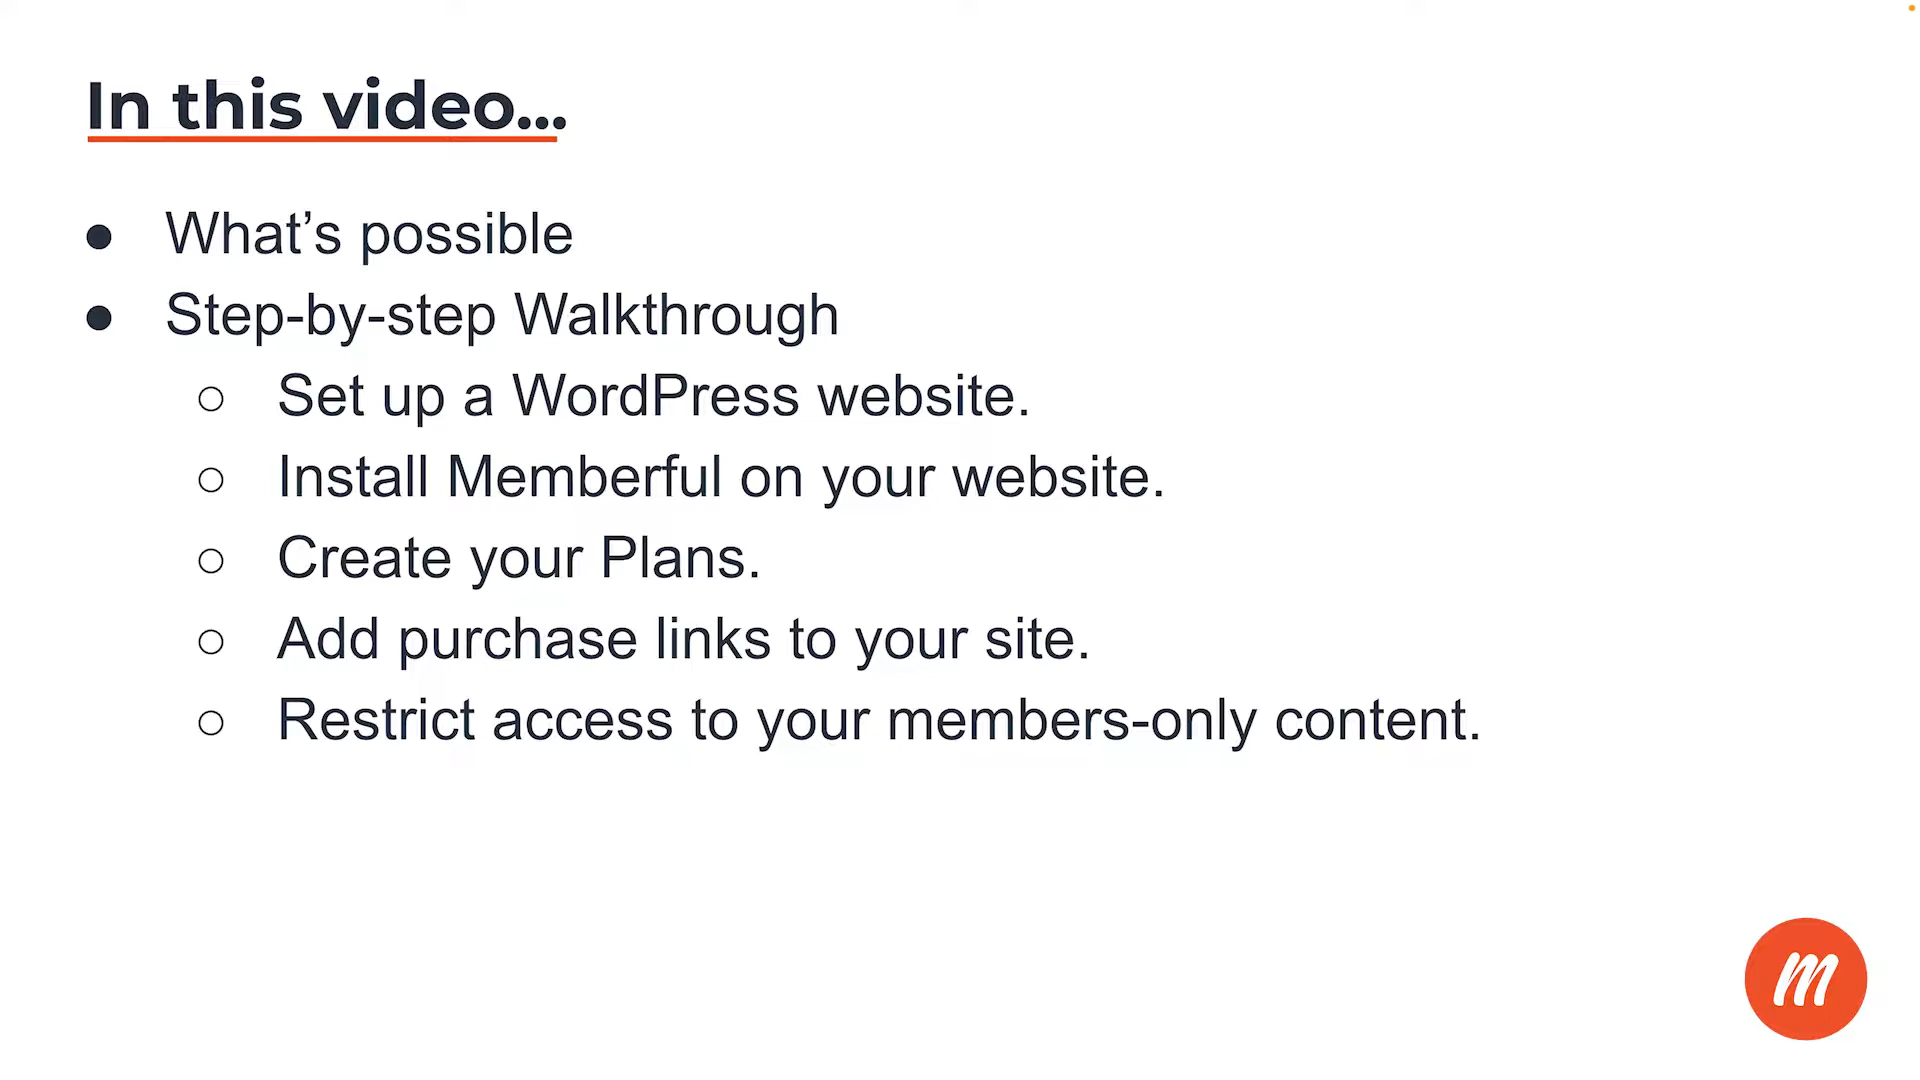 In this video...
● What’s possible
● Step-by-step Walkthrough
○ Set up a WordPress website.
○ Install Memberful on your website.
○ Create your Plans.
○ Add purchase links to your site.
○ Restrict access to your members-only content.
m